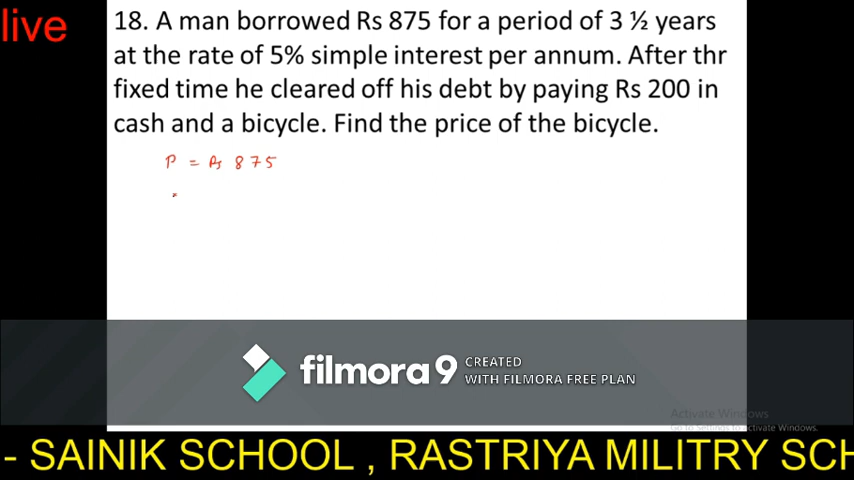 live
18. A man borrowed Rs 875 for a period of 3 ½ years
at the rate of 5% simple interest per annum. After thr
fixed time he cleared off his debt by paying Rs 200 in
cash and a bicycle. Find the price of the bicycle.
P = Rs 875
filmora 9 CREATED
WITH FILMORA FREE PLAN
Activate Windows
Go to Settings to activate Windows.
- SAINIK SCHOOL , RASTRIYA MILITRY SCH